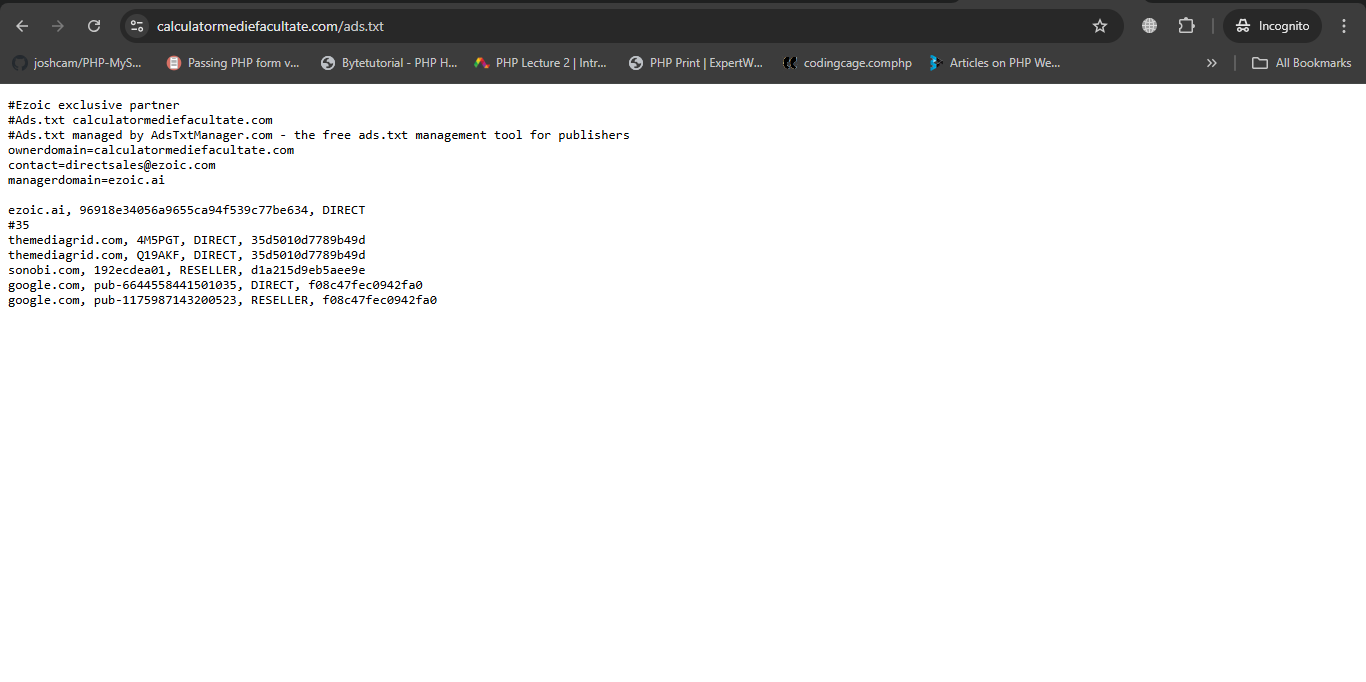 calculatormediefacultate.com/ads.txt
Incognito
joshcam/PHP-MyS...
Passing PHP form v...
Bytetutorial - PHP H...
PHP Lecture 2 | Intr...
PHP Print | ExpertW...
codingcage.comphp
Articles on PHP We...
All Bookmarks
#Ezoic exclusive partner
#Ads.txt calculatormediefacultate.com
#Ads.txt managed by AdsTxtManager.com - the free ads.txt management tool for publishers
ownerdomain=calculatormediefacultate.com
contact=directsales@ezoic.com
managerdomain=ezoic.ai
ezoic.ai, 96918e34056a9655ca94f539c77be634, DIRECT
#35
themediagrid.com, 4M5PGT, DIRECT, 35d5010d7789b49d
themediagrid.com, Q19AKF, DIRECT, 35d5010d7789b49d
sonobi.com, 192ecdea01, RESELLER, d1a215d9eb5aee9e
google.com, pub-6644558441501035, DIRECT, f08c47fec0942fa0
google.com, pub-1175987143200523, RESELLER, f08c47fec0942fa0